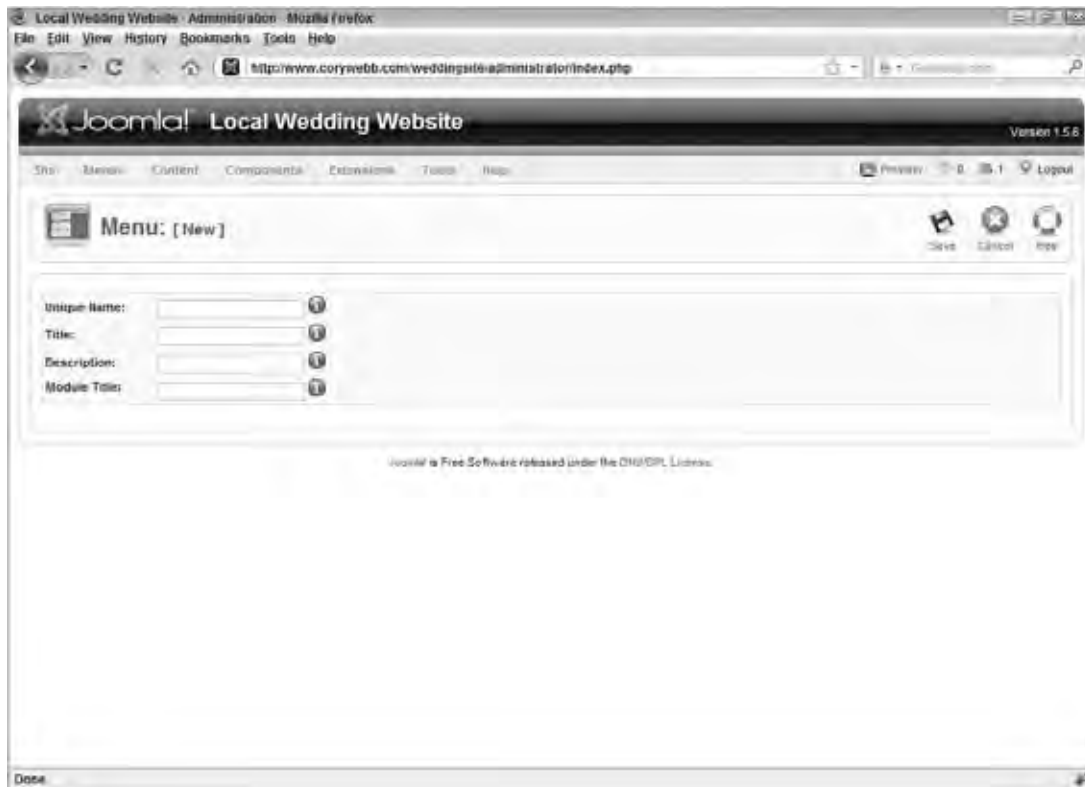 Local Wedding Website - Administration - Mozilla Firefox
File Edit View History Bookmarks Tools Help
http://www.corywebb.com/weddingsite/administrator/index.php
Joomla! Local Wedding Website
Version 1.5.6
Site Menus Content Components Extensions Tools Help
Preview 0 1 Logout
Menu: [ New ]
Save Cancel Help
Unique Name:
Title:
Description:
Module Title:
Joomla! is Free Software released under the GNU/GPL License.
Done